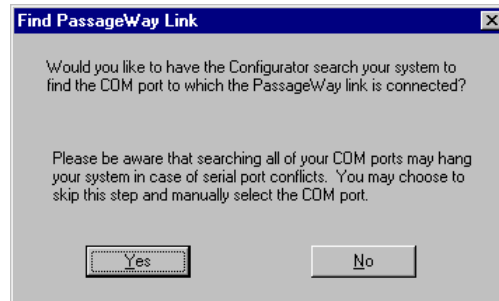 Find PassageWay Link
Would you like to have the Configurator search your system to
find the COM port to which the PassageWay link is connected?
Please be aware that searching all of your COM ports may hang
your system in case of serial port conflicts.  You may choose to
skip this step and manually select the COM port.
Yes
No